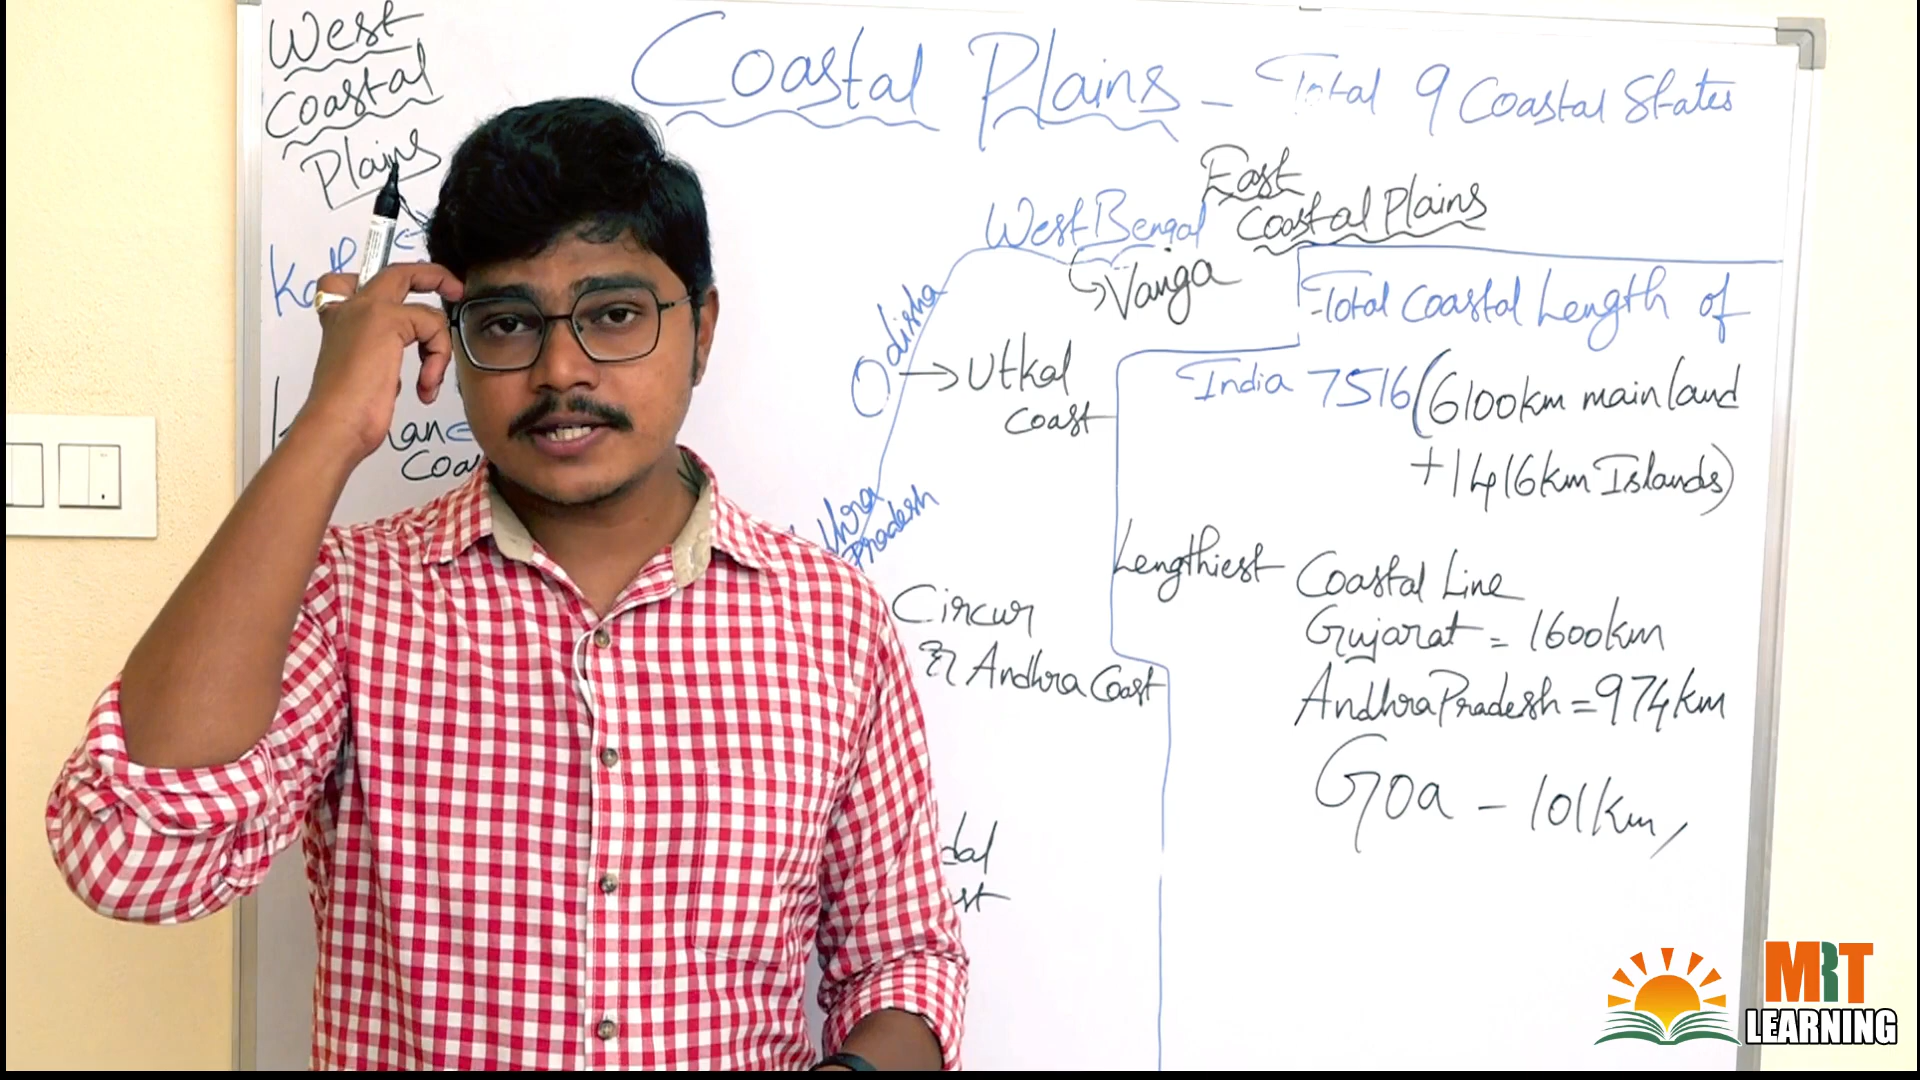 West
Coastal
Plains
Coastal Plains - Total 9 Coastal States
East
Coastal Plains
West Bengal
Vanga
Odisha
Utkal
Coast
Pradesh
Circur
Andhra Coast
Total Coastal Length of
India 7516 (6100km mainland
+1416km Islands)
Lengthiest Coastal Line
Gujarat = 1600km
Andhra Pradesh = 974km
Goa - 101km
MRT
LEARNING